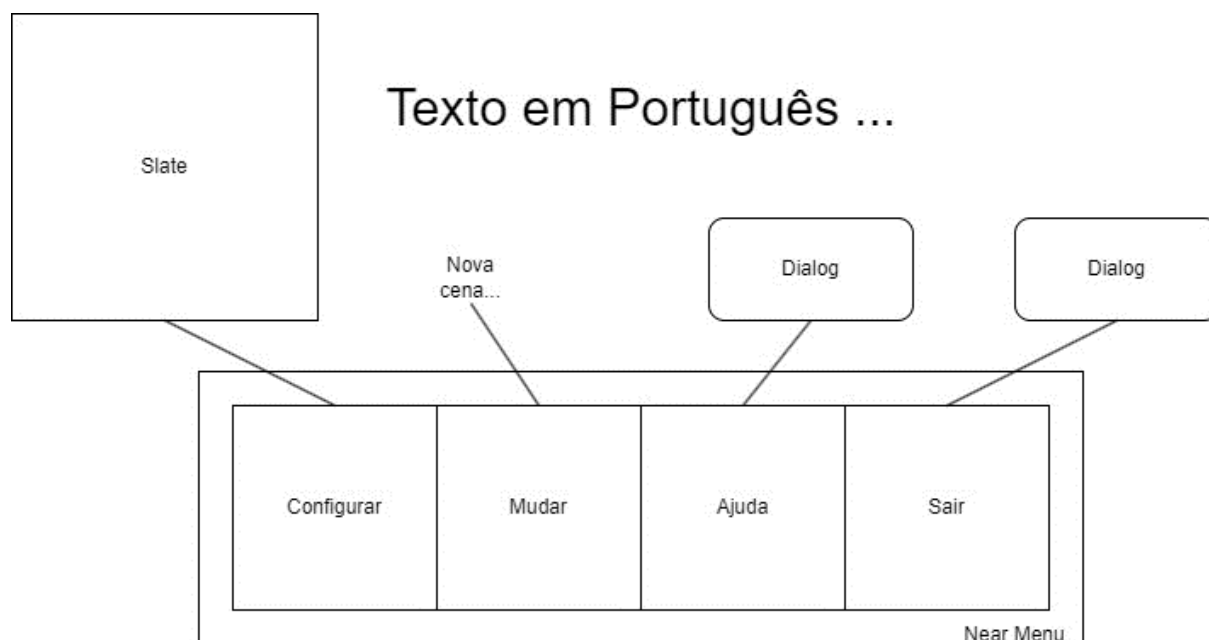 Texto em Português ...
Slate
Nova
cena...
Dialog
Dialog
Configurar
Mudar
Ajuda
Sair
Near Menu